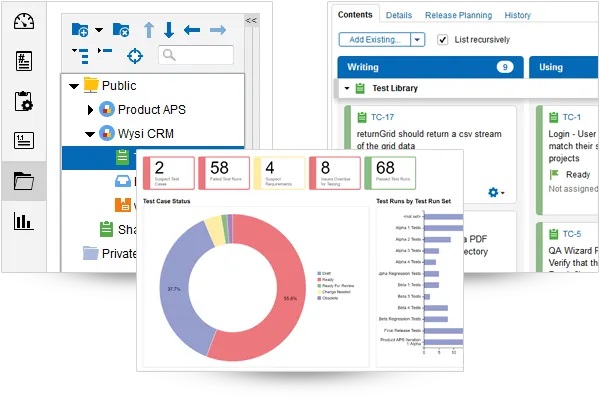 <<
Public
Product APS
Wysi CRM
Sha
Private
Contents Details Release Planning History
Add Existing... List recursively
Writing 9 Using
Test Library
TC-17
returnGrid should return a csv stream
of the grid data
TC-1
Login - User
match their s
projects
Ready
Not assigned
a PDF
ectory
TC-5
QA Wizard P
Verify that th
2 58 4 8 68
Suspect Test
Cases
Failed Test Runs
Suspect
Requirements
Issues Overdue
for Testing
Passed Test Runs
Test Case Status
37.7%
55.8%
Draft
Ready
Ready For Review
Change Needed
Obsolete
Test Runs by Test Run Set
<not set>
Alpha 1 Tests
Alpha 2 Tests
Alpha 3 Tests
Alpha 4 Tests
Alpha Regression Tests
Beta 1 Tests
Beta 3 Tests
Beta 4 Tests
Beta Regression Tests
Final Release Tests
Product APS Iteration
1 Alpha
0 5 10